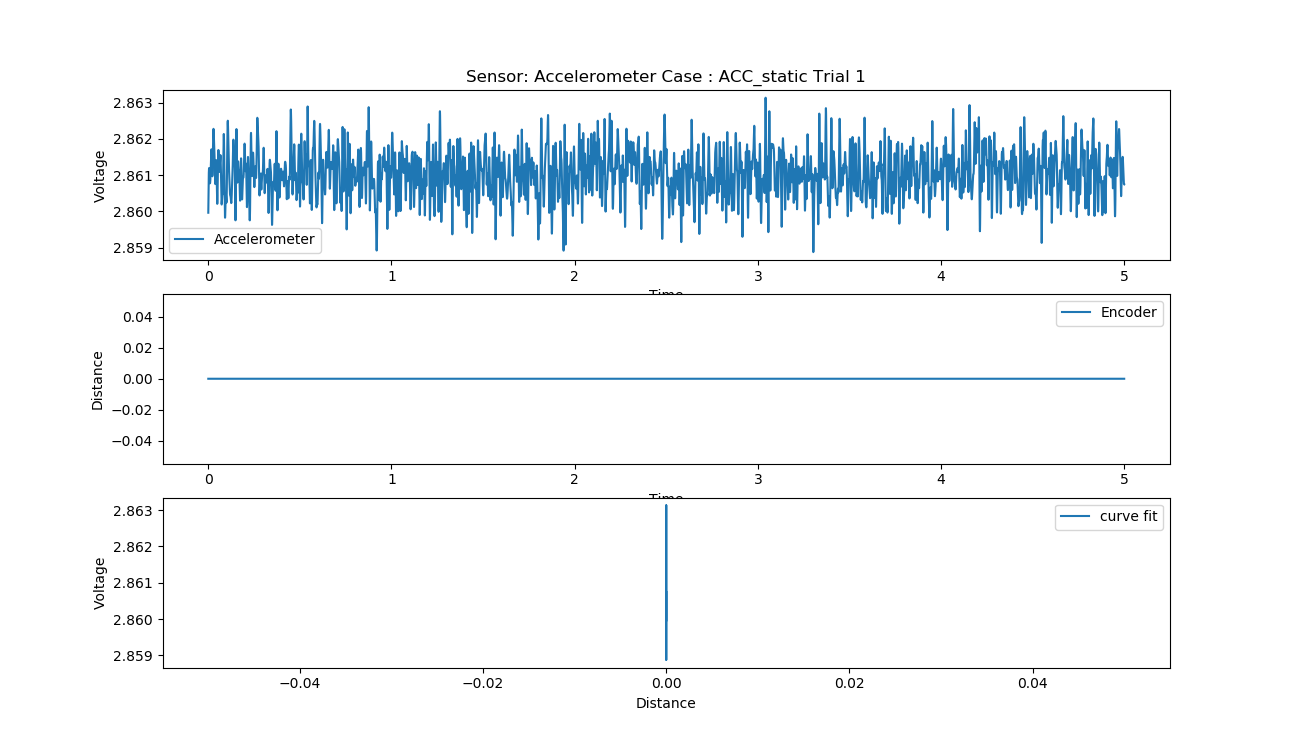 Sensor: Accelerometer Case : ACC_static Trial 1
2.863
2.862
2.861
2.860
2.859
Voltage
Accelerometer
0 1 2 3 4 5
Time
0.04
0.02
0.00
−0.02
−0.04
Distance
Encoder
0 1 2 3 4 5
Time
2.863
2.862
2.861
2.860
2.859
Voltage
curve fit
−0.04 −0.02 0.00 0.02 0.04
Distance